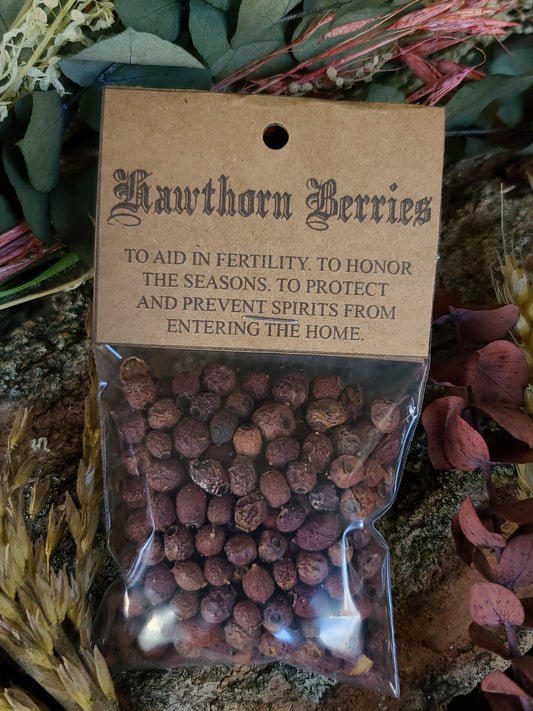 Hawthorn Berries
TO AID IN FERTILITY. TO HONOR
THE SEASONS. TO PROTECT
AND PREVENT SPIRITS FROM
ENTERING THE HOME.